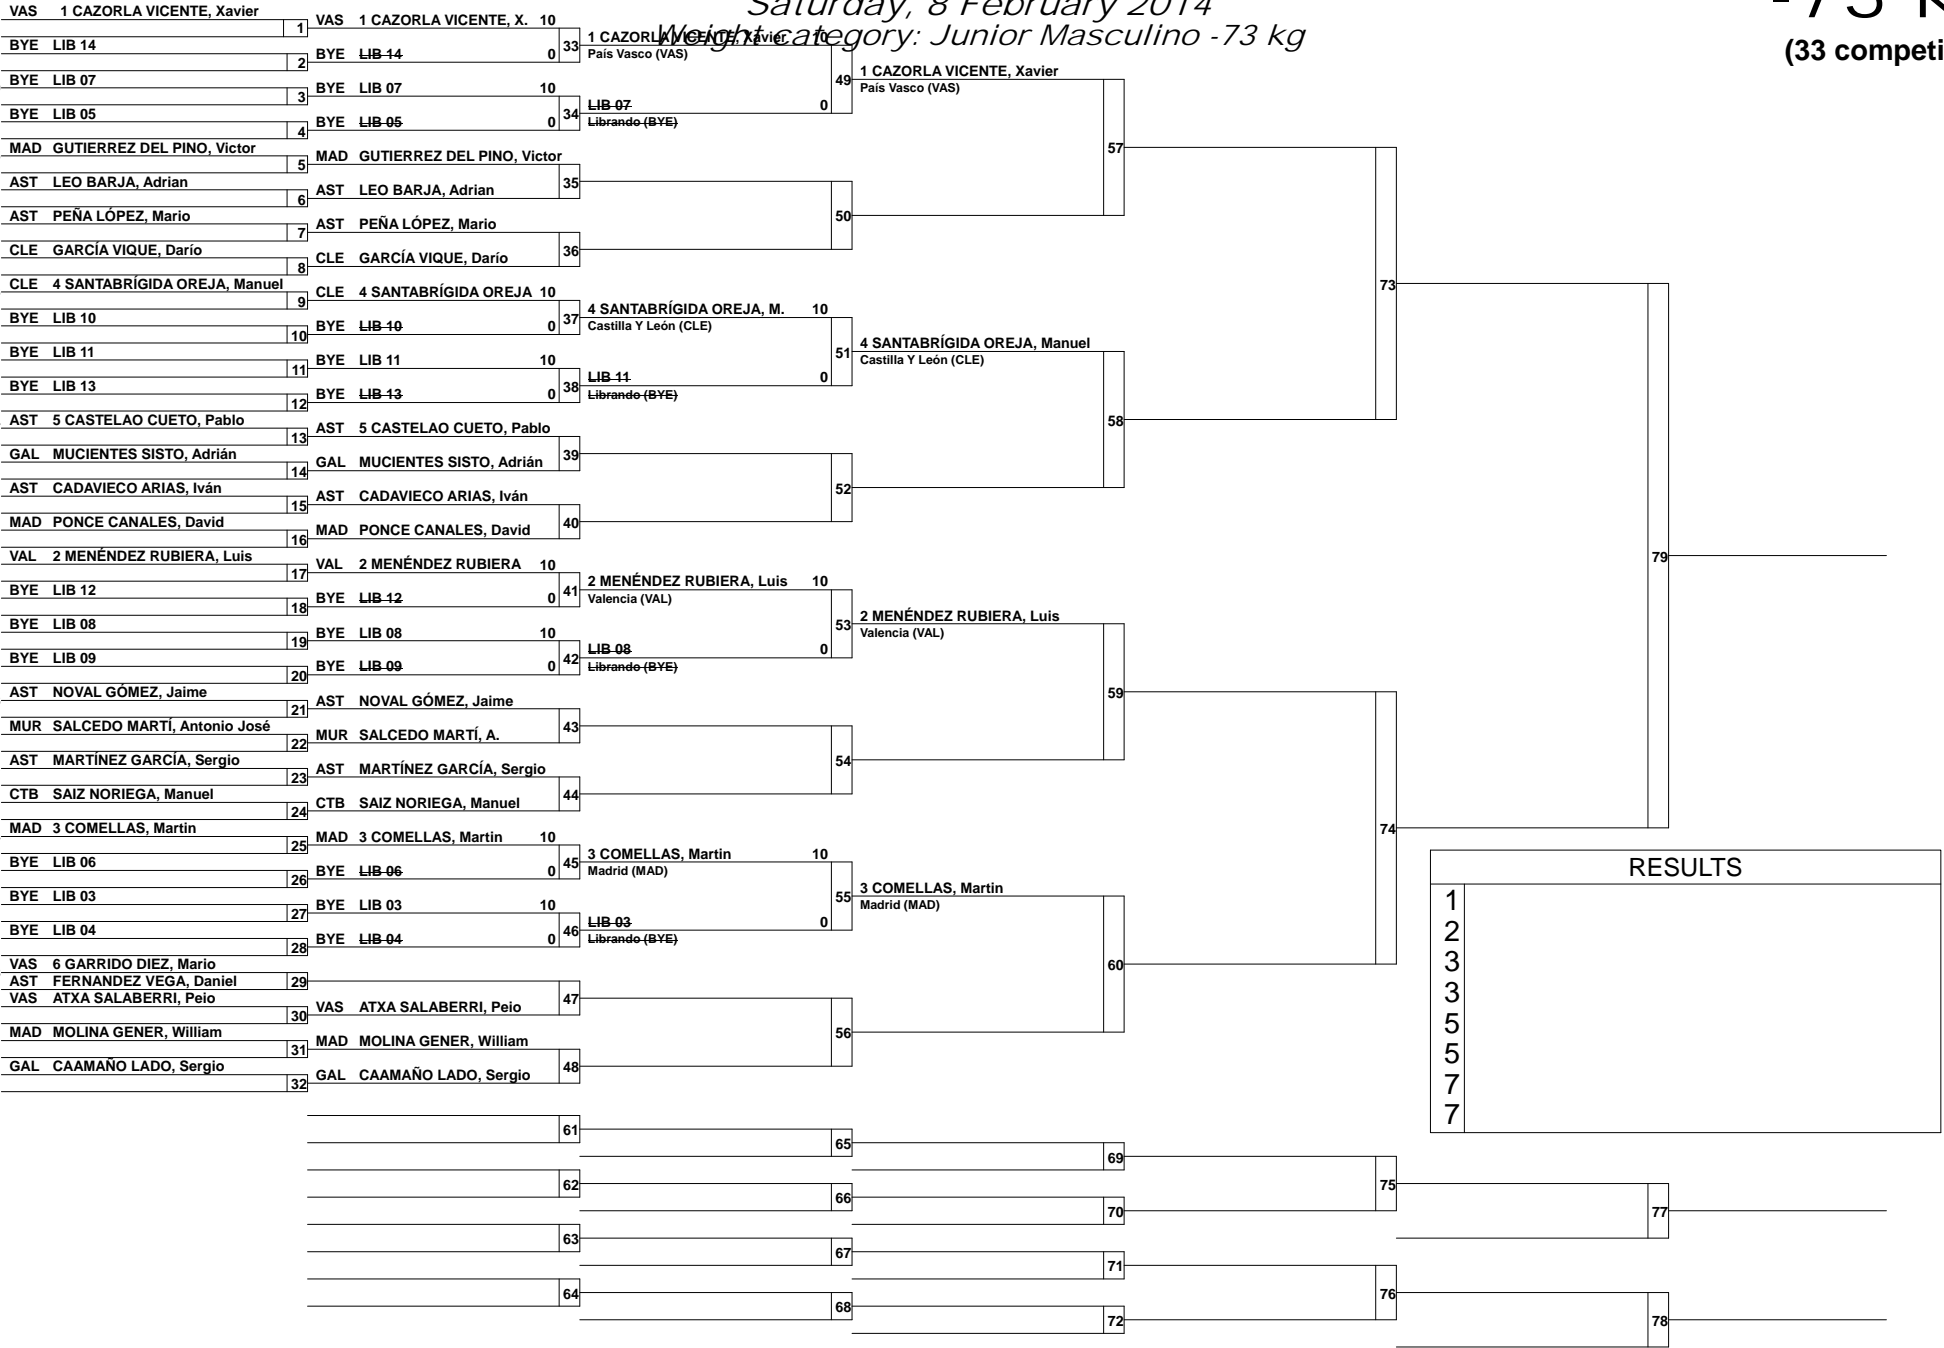 Saturday, 8 February 2014
Weight category: Junior Masculino -73 kg
(33 competi
VAS 1 CAZORLA VICENTE, Xavier
1
BYE LIB 14
2
BYE LIB 07
3
BYE LIB 05
4
MAD GUTIERREZ DEL PINO, Victor
5
AST LEO BARJA, Adrian
6
AST PEÑA LÓPEZ, Mario
7
CLE GARCÍA VIQUE, Darío
8
CLE 4 SANTABRÍGIDA OREJA, Manuel
9
BYE LIB 10
10
BYE LIB 11
11
BYE LIB 13
12
AST 5 CASTELAO CUETO, Pablo
13
GAL MUCIENTES SISTO, Adrián
14
AST CADAVIECO ARIAS, Iván
15
MAD PONCE CANALES, David
16
VAL 2 MENÉNDEZ RUBIERA, Luis
17
BYE LIB 12
18
BYE LIB 08
19
BYE LIB 09
20
AST NOVAL GÓMEZ, Jaime
21
MUR SALCEDO MARTÍ, Antonio José
22
AST MARTÍNEZ GARCÍA, Sergio
23
CTB SAIZ NORIEGA, Manuel
24
MAD 3 COMELLAS, Martin
25
BYE LIB 06
26
BYE LIB 03
27
BYE LIB 04
28
VAS 6 GARRIDO DIEZ, Mario
AST FERNANDEZ VEGA, Daniel
29
VAS ATXA SALABERRI, Peio
30
MAD MOLINA GENER, William
31
GAL CAAMAÑO LADO, Sergio
32
VAS 1 CAZORLA VICENTE, X. 10
33
BYE LIB 14 0
BYE LIB 07 10
34
BYE LIB 05 0
MAD GUTIERREZ DEL PINO, Victor
35
AST LEO BARJA, Adrian
AST PEÑA LÓPEZ, Mario
36
CLE GARCÍA VIQUE, Darío
CLE 4 SANTABRÍGIDA OREJA 10
37
BYE LIB 10 0
BYE LIB 11 10
38
BYE LIB 13 0
AST 5 CASTELAO CUETO, Pablo
39
GAL MUCIENTES SISTO, Adrián
AST CADAVIECO ARIAS, Iván
40
MAD PONCE CANALES, David
VAL 2 MENÉNDEZ RUBIERA 10
41
BYE LIB 12 0
BYE LIB 08 10
42
BYE LIB 09 0
AST NOVAL GÓMEZ, Jaime
43
MUR SALCEDO MARTÍ, A.
AST MARTÍNEZ GARCÍA, Sergio
44
CTB SAIZ NORIEGA, Manuel
MAD 3 COMELLAS, Martin 10
45
BYE LIB 06 0
BYE LIB 03 10
46
BYE LIB 04 0
47
VAS ATXA SALABERRI, Peio
MAD MOLINA GENER, William
48
GAL CAAMAÑO LADO, Sergio
1 CAZORLA VICENTE, Xavier 10
País Vasco (VAS)
49
LIB 07 0
Librando (BYE)
50
4 SANTABRÍGIDA OREJA, M. 10
Castilla Y León (CLE)
51
LIB 11 0
Librando (BYE)
52
2 MENÉNDEZ RUBIERA, Luis 10
Valencia (VAL)
53
LIB 08 0
Librando (BYE)
54
3 COMELLAS, Martin 10
Madrid (MAD)
55
LIB 03 0
Librando (BYE)
56
1 CAZORLA VICENTE, Xavier
País Vasco (VAS)
57
4 SANTABRÍGIDA OREJA, Manuel
Castilla Y León (CLE)
58
2 MENÉNDEZ RUBIERA, Luis
Valencia (VAL)
59
3 COMELLAS, Martin
Madrid (MAD)
60
73
74
79
RESULTS
1
2
3
3
5
5
7
7
61
62
63
64
65
66
67
68
69
70
71
72
75
76
77
78